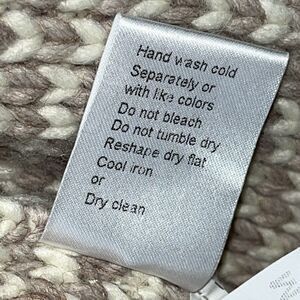 Hand wash cold
Separately or
with like colors
Do not bleach
Do not tumble dry
Reshape dry flat
Cool iron
or
Dry clean